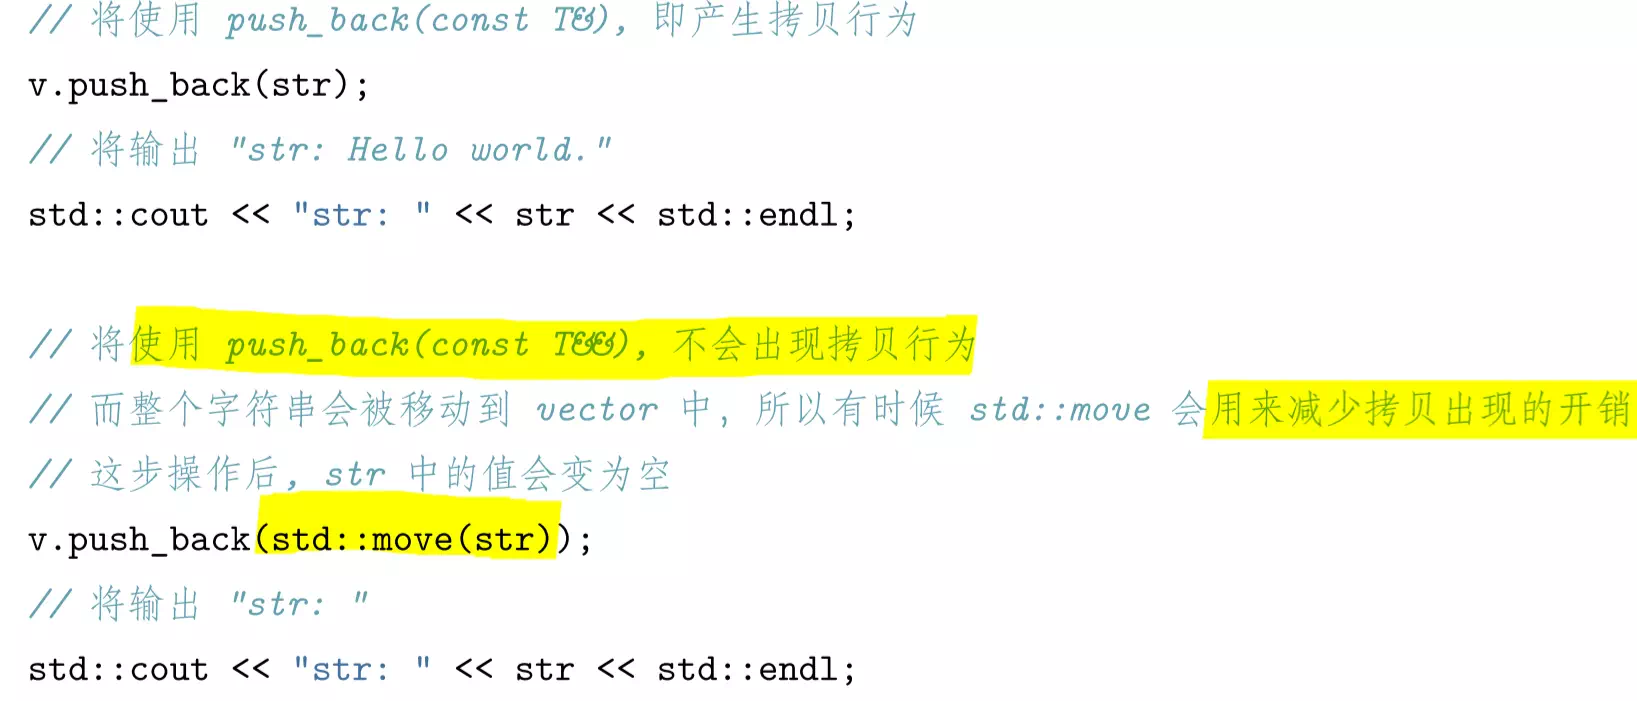 // 将使用 push_back(const T&), 即产生拷贝行为
v.push_back(str);
// 将输出 "str: Hello world."
std::cout << "str: " << str << std::endl;
// 将使用 push_back(const T&&), 不会出现拷贝行为
// 而整个字符串会被移动到 vector 中, 所以有时候 std::move 会用来减少拷贝出现的开销
// 这步操作后, str 中的值会变为空
v.push_back(std::move(str));
// 将输出 "str: "
std::cout << "str: " << str << std::endl;